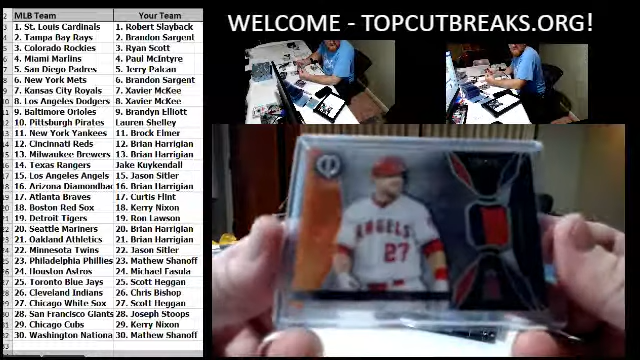 WELCOME - TOPCUTBREAKS.ORG!
MLB Team Your Team
1. St. Louis Cardinals 1. Robert Slayback
2. Tampa Bay Rays 2. Brandon Sargent
3. Colorado Rockies 3. Ryan Scott
4. Miami Marlins 4. Paul McIntyre
5. San Diego Padres 5. Jerry Palcan
6. New York Mets 6. Brandon Sargent
7. Kansas City Royals 7. Xavier McKee
8. Los Angeles Dodgers 8. Xavier McKee
9. Baltimore Orioles 9. Brandyn Elliott
10. Pittsburgh Pirates Lauren Shelley
11. New York Yankees 11. Brock Elmer
12. Cincinnati Reds 12. Brian Harrigian
13. Milwaukee Brewers 13. Brian Harrigian
14. Texas Rangers Jake Kuykendall
15. Los Angeles Angels 15. Jason Sitler
16. Arizona Diamondbac 16. Brian Harrigian
17. Atlanta Braves 17. Curtis Flint
18. Boston Red Sox 18. Kerry Nixon
19. Detroit Tigers 19. Ron Lawson
20. Seattle Mariners 20. Brian Harrigian
21. Oakland Athletics 21. Brian Harrigian
22. Minnesota Twins 22. Jason Sitler
23. Philadelphia Phillies 23. Mathew Shanoff
24. Houston Astros 24. Michael Fasula
25. Toronto Blue Jays 25. Scott Heggan
26. Cleveland Indians 26. Chris Bishop
27. Chicago White Sox 27. Scott Heggan
28. San Francisco Giants 28. Joseph Stoops
29. Chicago Cubs 29. Kerry Nixon
30. Washington Nationa 30. Mathew Shanoff
ANGELS
27